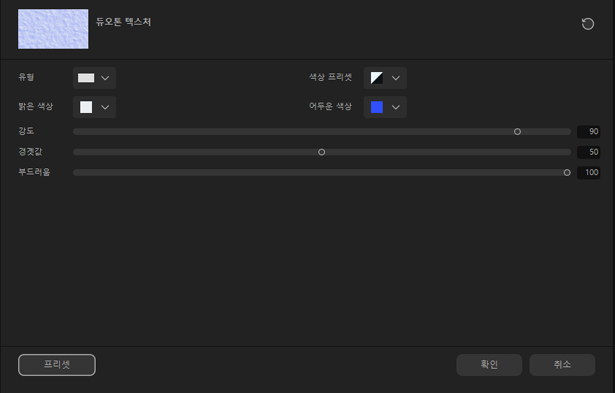 듀오톤 텍스처
유형
색상 프리셋
밝은 색상
어두운 색상
강도 90
경곗값 50
부드러움 100
프리셋 확인 취소